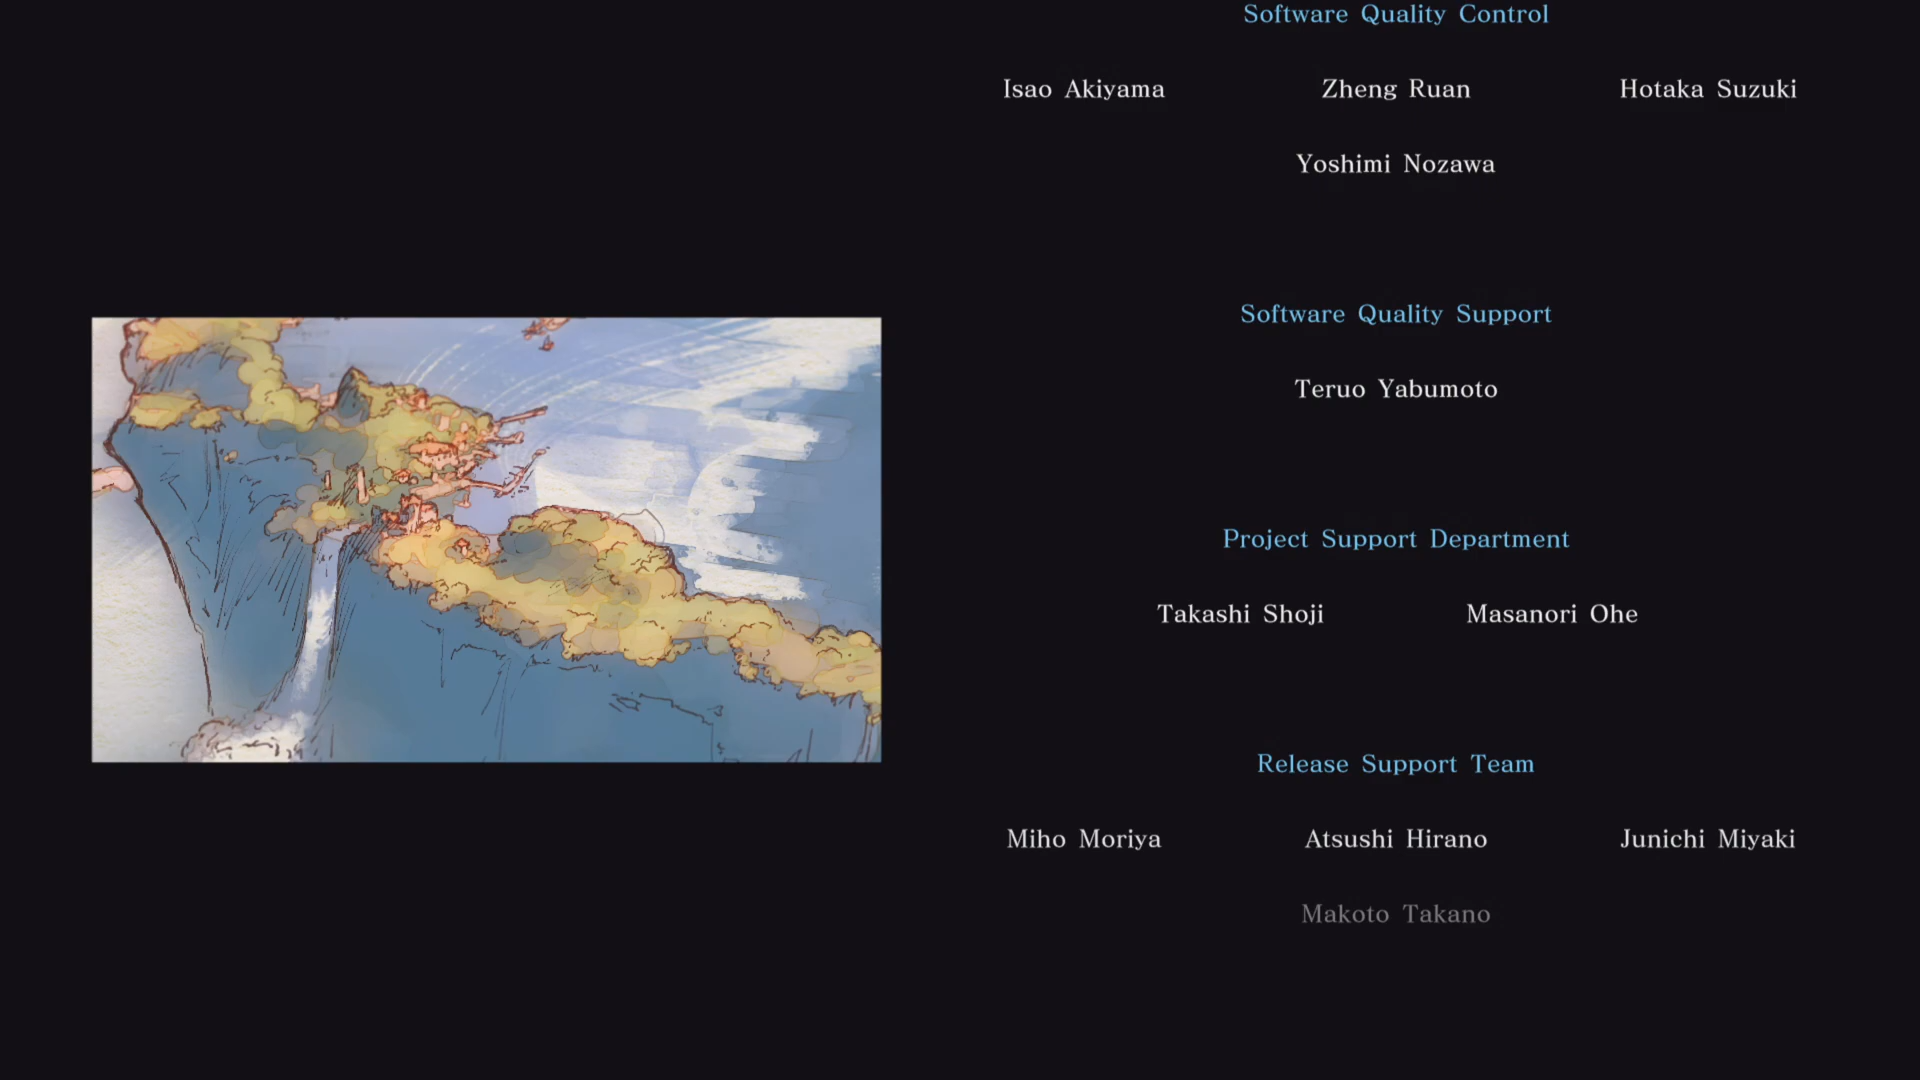 Software Quality Control
Isao Akiyama Zheng Ruan Hotaka Suzuki
Yoshimi Nozawa
Software Quality Support
Teruo Yabumoto
Project Support Department
Takashi Shoji Masanori Ohe
Release Support Team
Miho Moriya Atsushi Hirano Junichi Miyaki
Makoto Takano